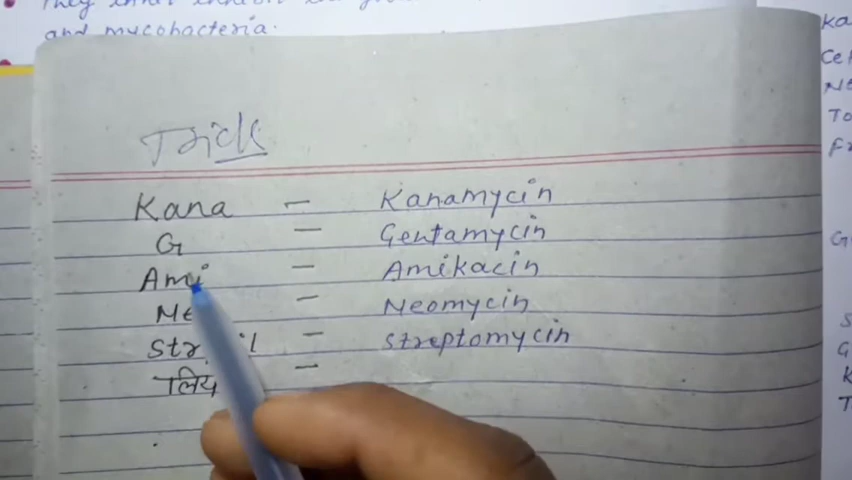 and mycobacteria.
Trick
Kana - Kanamycin
G - Gentamycin
Ami - Amikacin
- Neomycin
- Streptomycin
लिय -